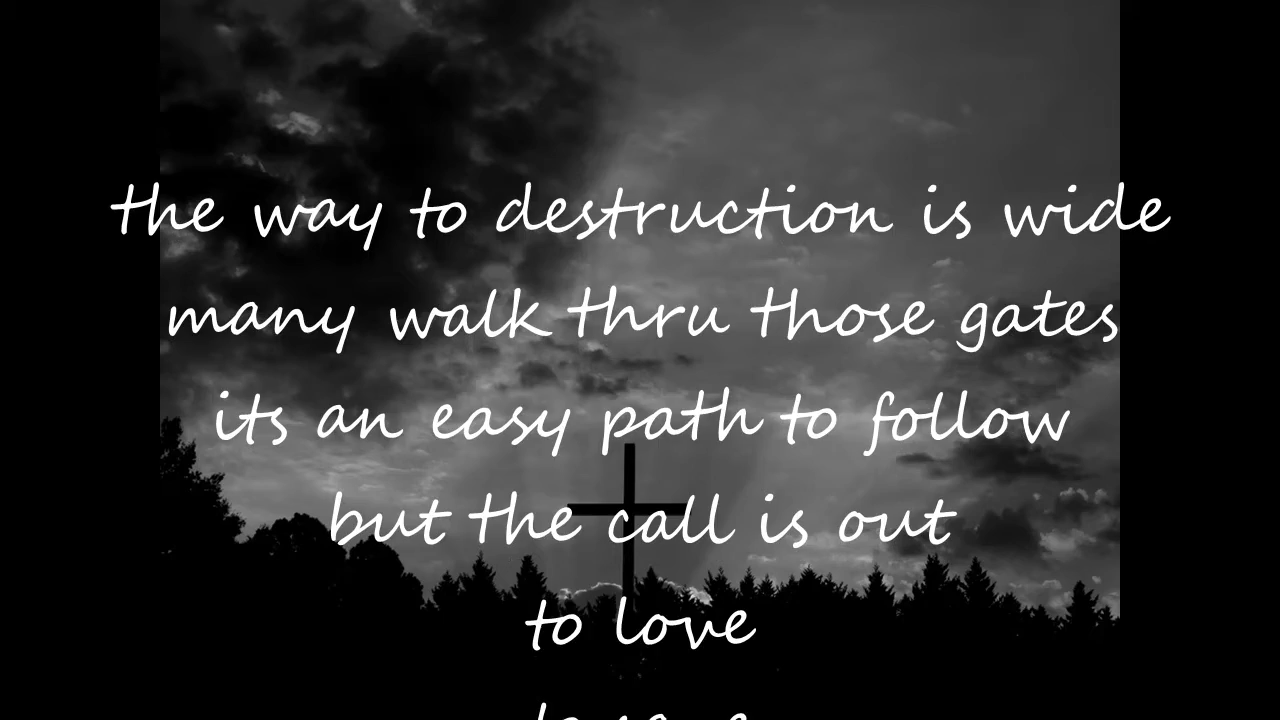 the way to destruction is wide
many walk thru those gates
its an easy path to follow
but the call is out
to love
to